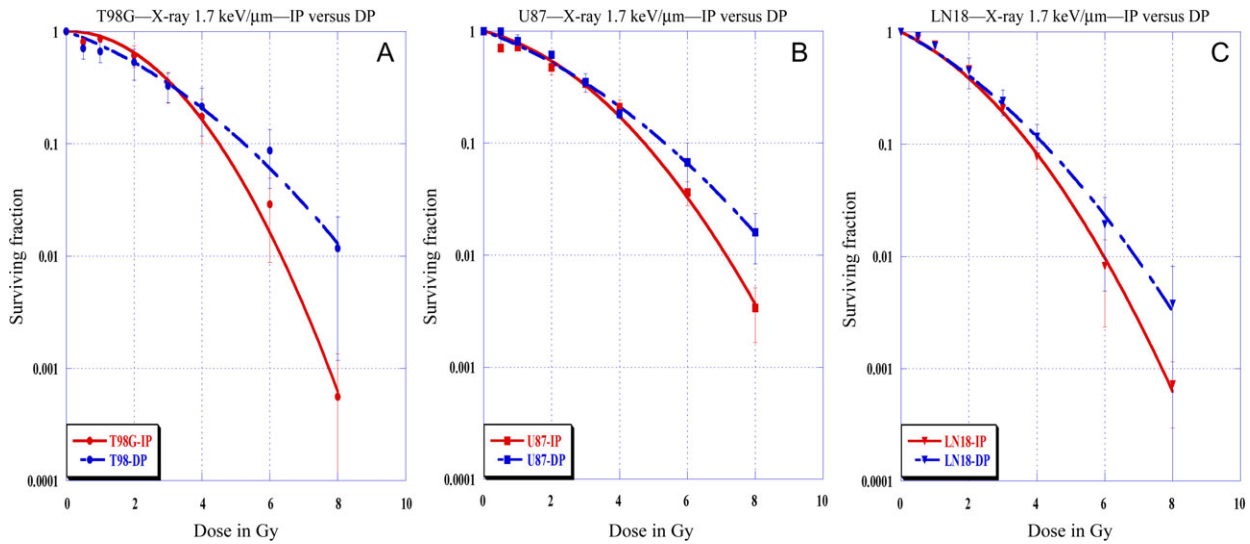 T98G—X-ray 1.7 keV/µm—IP versus DP
A
1
0.1
0.01
0.001
0.0001
Surviving fraction
T98G-IP
T98-DP
0 2 4 6 8 10
Dose in Gy
U87—X-ray 1.7 keV/µm—IP versus DP
B
1
0.1
0.01
0.001
0.0001
Surviving fraction
U87-IP
U87-DP
0 2 4 6 8 10
Dose in Gy
LN18—X-ray 1.7 keV/µm—IP versus DP
C
1
0.1
0.01
0.001
0.0001
Surviving fraction
LN18-IP
LN18-DP
0 2 4 6 8 10
Dose in Gy